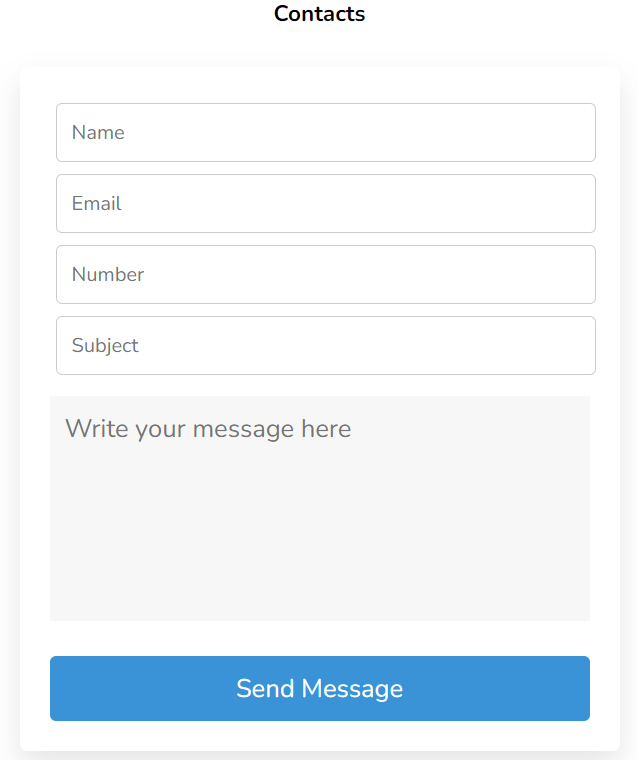 Contacts
Name
Email
Number
Subject
Write your message here
Send Message